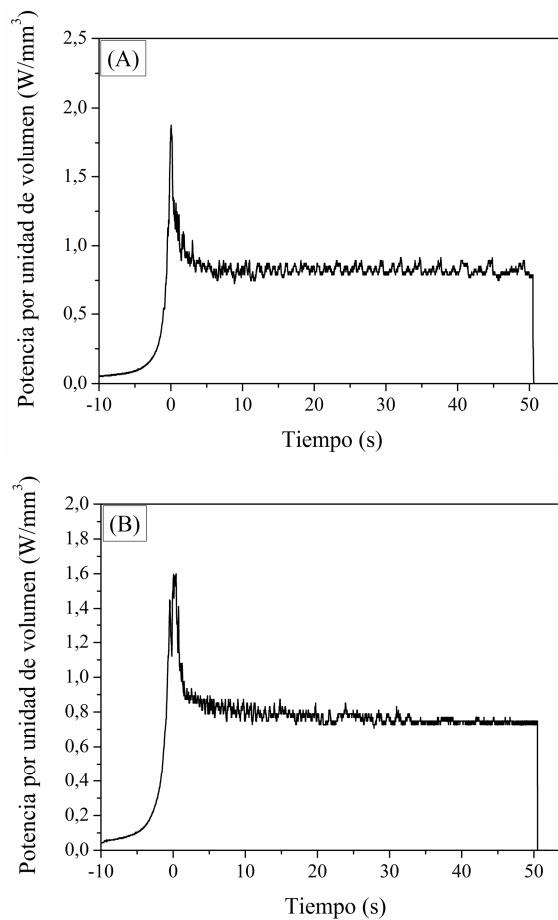 (A)
Potencia por unidad de volumen (W/mm³)
2,5
2,0
1,5
1,0
0,5
0,0
-10 0 10 20 30 40 50
Tiempo (s)
(B)
Potencia por unidad de volumen (W/mm³)
2,0
1,8
1,6
1,4
1,2
1,0
0,8
0,6
0,4
0,2
0,0
-10 0 10 20 30 40 50
Tiempo (s)